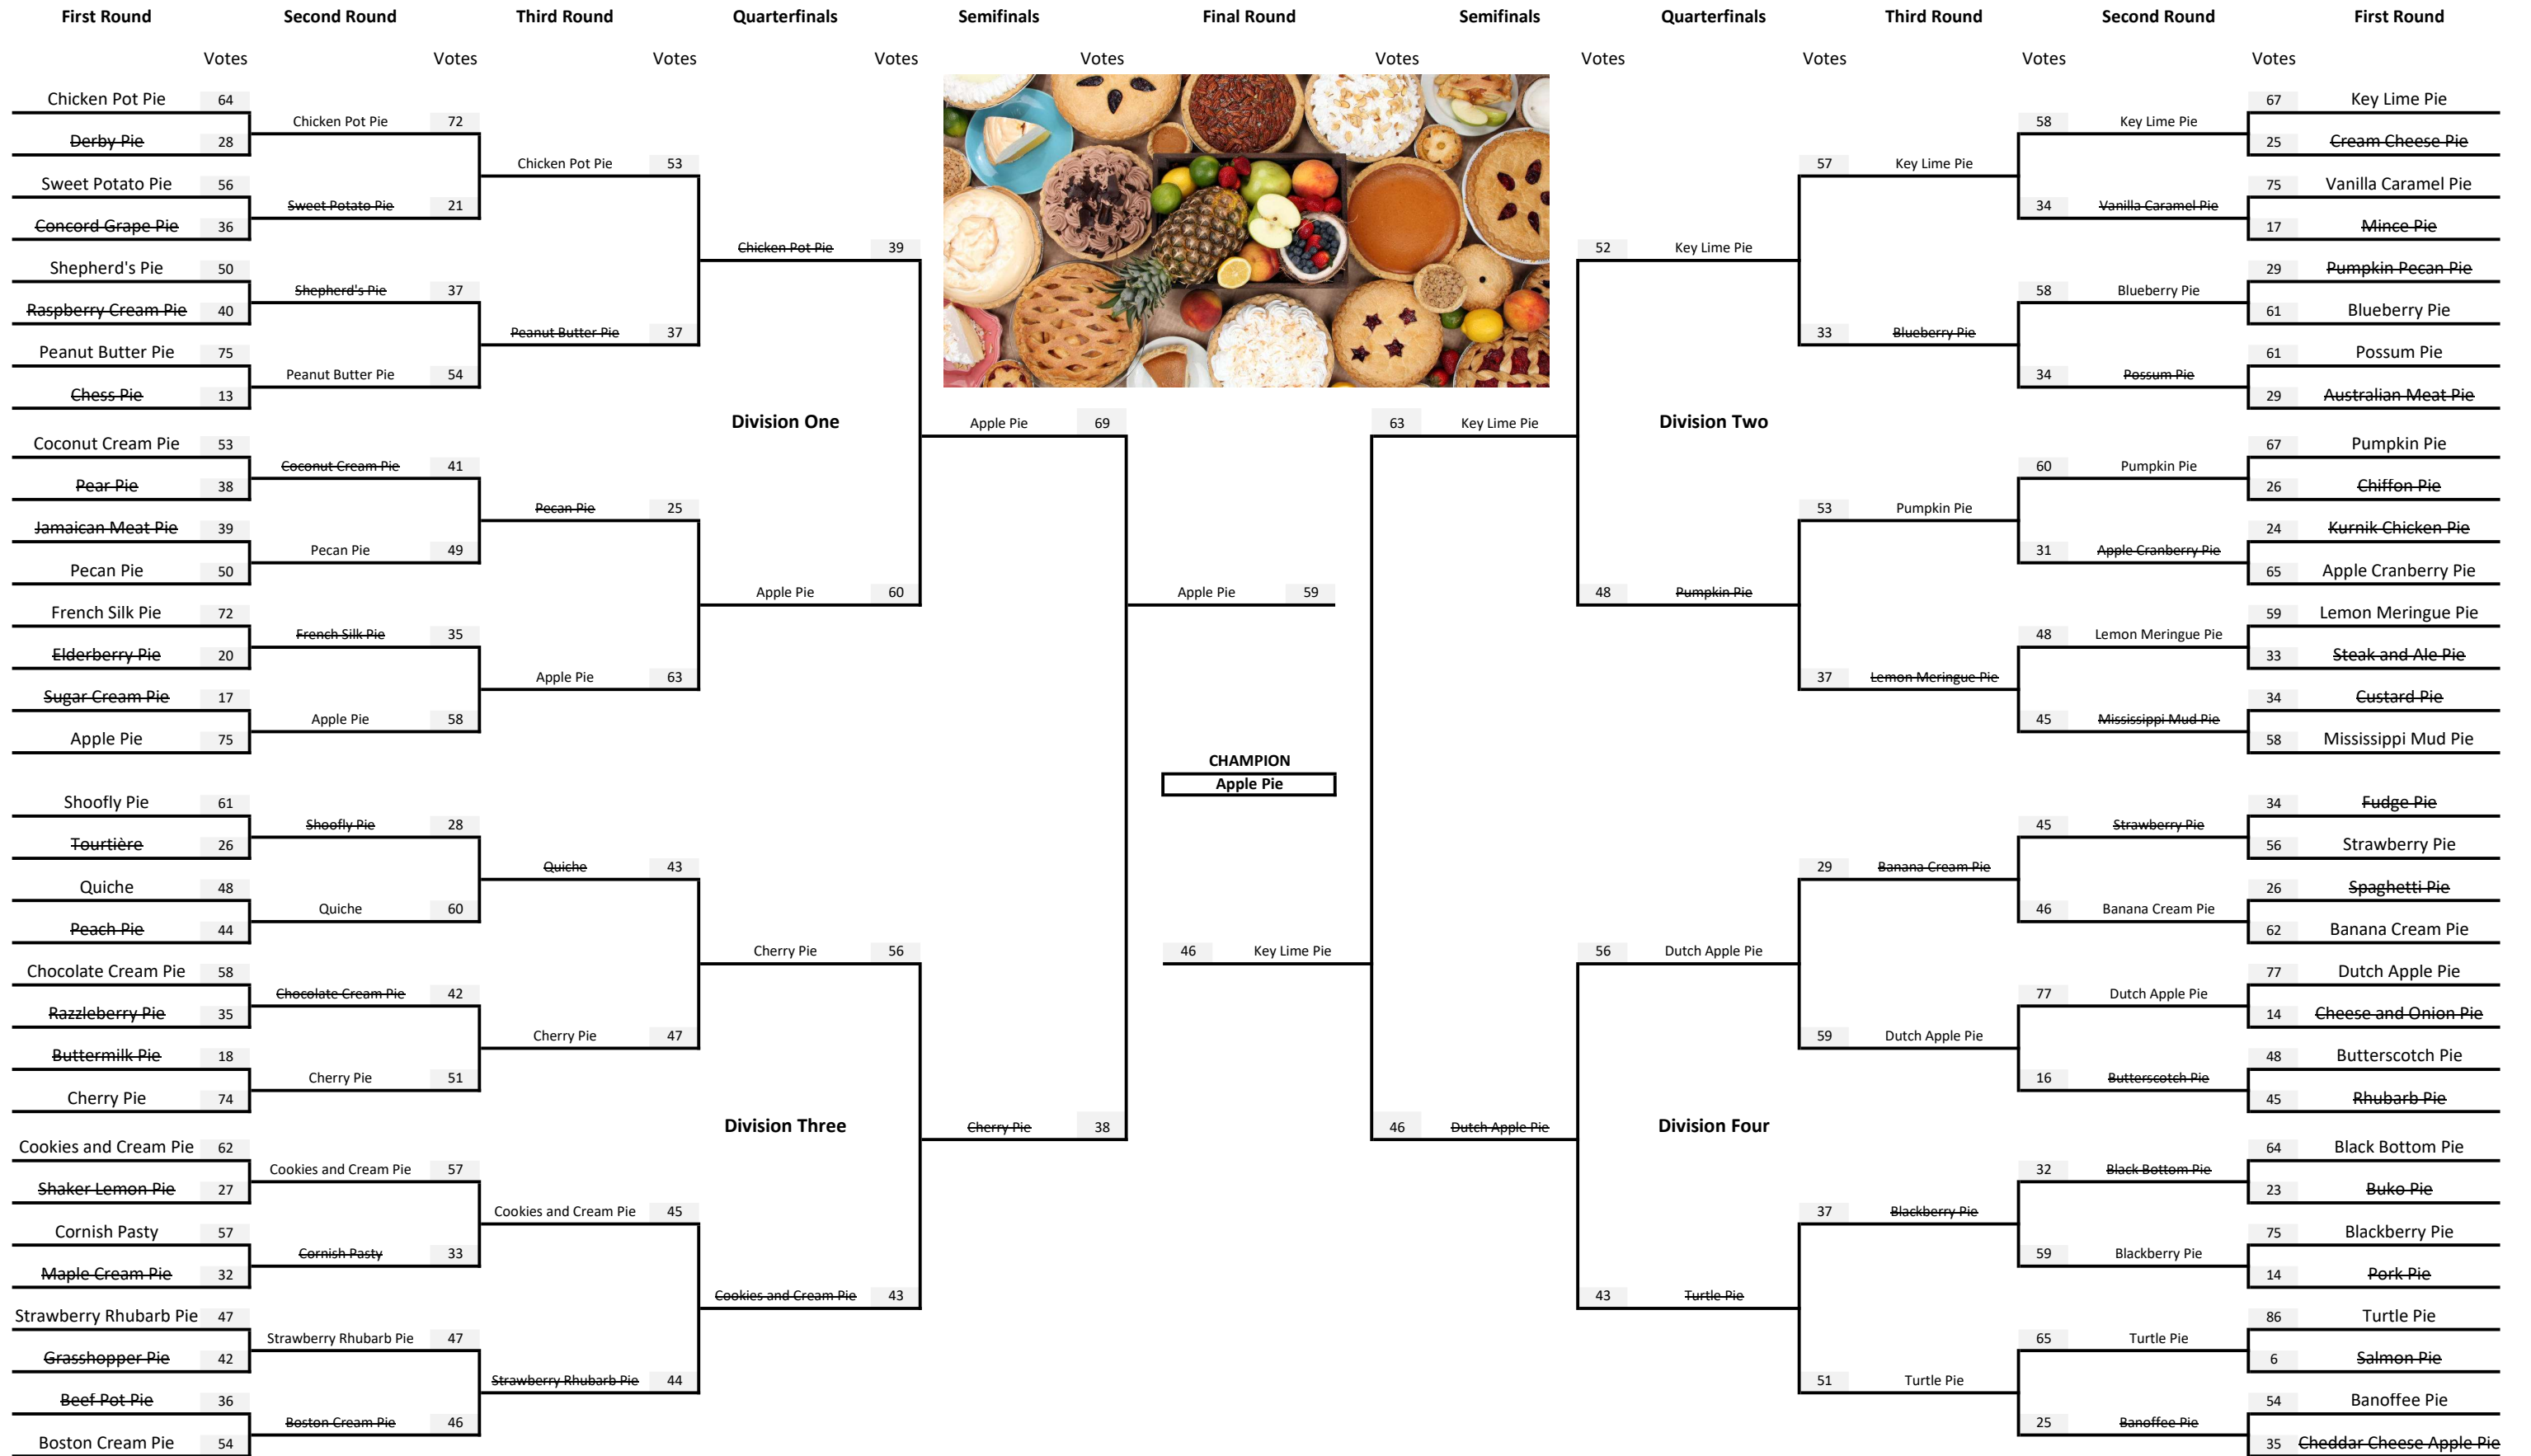 First Round Second Round Third Round Quarterfinals Semifinals Final Round Semifinals Quarterfinals Third Round Second Round First Round
Votes Votes Votes Votes Votes Votes Votes Votes Votes Votes
Chicken Pot Pie 64 67 Key Lime Pie
Chicken Pot Pie 72 58 Key Lime Pie
Derby Pie 28 25 Cream Cheese Pie
Chicken Pot Pie 53 57 Key Lime Pie
Sweet Potato Pie 56 75 Vanilla Caramel Pie
Sweet Potato Pie 21 34 Vanilla Caramel Pie
Concord Grape Pie 36 17 Mince Pie
Chicken Pot Pie 39 52 Key Lime Pie
Shepherd's Pie 50 29 Pumpkin Pecan Pie
Shepherd's Pie 37 58 Blueberry Pie
Raspberry Cream Pie 40 61 Blueberry Pie
Peanut Butter Pie 37 33 Blueberry Pie
Peanut Butter Pie 75 61 Possum Pie
Peanut Butter Pie 54 34 Possum Pie
Chess Pie 13 29 Australian Meat Pie
Division One Apple Pie 69 63 Key Lime Pie Division Two
Coconut Cream Pie 53 67 Pumpkin Pie
Coconut Cream Pie 41 60 Pumpkin Pie
Pear Pie 38 26 Chiffon Pie
Pecan Pie 25 53 Pumpkin Pie
Jamaican Meat Pie 39 24 Kurnik Chicken Pie
Pecan Pie 49 31 Apple Cranberry Pie
Pecan Pie 50 65 Apple Cranberry Pie
Apple Pie 60 Apple Pie 59 48 Pumpkin Pie
French Silk Pie 72 59 Lemon Meringue Pie
French Silk Pie 35 48 Lemon Meringue Pie
Elderberry Pie 20 33 Steak and Ale Pie
Apple Pie 63 37 Lemon Meringue Pie
Sugar Cream Pie 17 34 Custard Pie
Apple Pie 58 45 Mississippi Mud Pie
Apple Pie 75 58 Mississippi Mud Pie
CHAMPION
Apple Pie
Shoofly Pie 61 34 Fudge Pie
Shoofly Pie 28 45 Strawberry Pie
Tourtière 26 56 Strawberry Pie
Quiche 43 29 Banana Cream Pie
Quiche 48 26 Spaghetti Pie
Quiche 60 46 Banana Cream Pie
Peach Pie 44 62 Banana Cream Pie
Cherry Pie 56 46 Key Lime Pie 56 Dutch Apple Pie
Chocolate Cream Pie 58 77 Dutch Apple Pie
Chocolate Cream Pie 42 77 Dutch Apple Pie
Razzleberry Pie 35 14 Cheese and Onion Pie
Cherry Pie 47 59 Dutch Apple Pie
Buttermilk Pie 18 48 Butterscotch Pie
Cherry Pie 51 16 Butterscotch Pie
Cherry Pie 74 45 Rhubarb Pie
Division Three Cherry Pie 38 46 Dutch Apple Pie Division Four
Cookies and Cream Pie 62 64 Black Bottom Pie
Cookies and Cream Pie 57 32 Black Bottom Pie
Shaker Lemon Pie 27 23 Buko Pie
Cookies and Cream Pie 45 37 Blackberry Pie
Cornish Pasty 57 75 Blackberry Pie
Cornish Pasty 33 59 Blackberry Pie
Maple Cream Pie 32 14 Pork Pie
Cookies and Cream Pie 43 43 Turtle Pie
Strawberry Rhubarb Pie 47 86 Turtle Pie
Strawberry Rhubarb Pie 47 65 Turtle Pie
Grasshopper Pie 42 6 Salmon Pie
Strawberry Rhubarb Pie 44 51 Turtle Pie
Beef Pot Pie 36 54 Banoffee Pie
Boston Cream Pie 46 25 Banoffee Pie
Boston Cream Pie 54 35 Cheddar Cheese Apple Pie